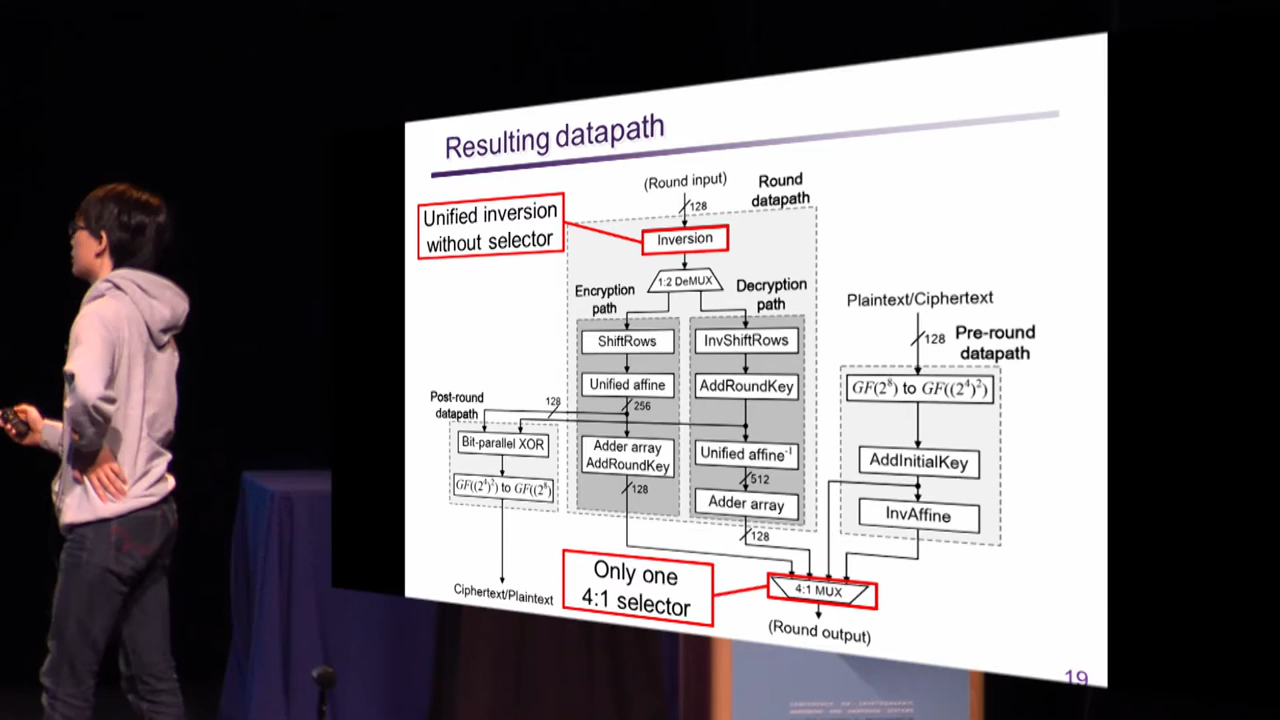 Resulting datapath
(Round input)
128
Round
datapath
Unified inversion
without selector
Inversion
1:2 DeMUX
Encryption
path
Decryption
path
ShiftRows
InvShiftRows
Unified affine
AddRoundKey
256
Post-round
datapath
128
Bit-parallel XOR
Adder array
AddRoundKey
Unified affine⁻¹
GF((2⁴)²) to GF(2⁸)
128
512
Adder array
128
Plaintext/Ciphertext
128
Pre-round
datapath
GF(2⁸) to GF((2⁴)²)
AddInitialKey
InvAffine
Ciphertext/Plaintext
Only one
4:1 selector
4:1 MUX
(Round output)
19